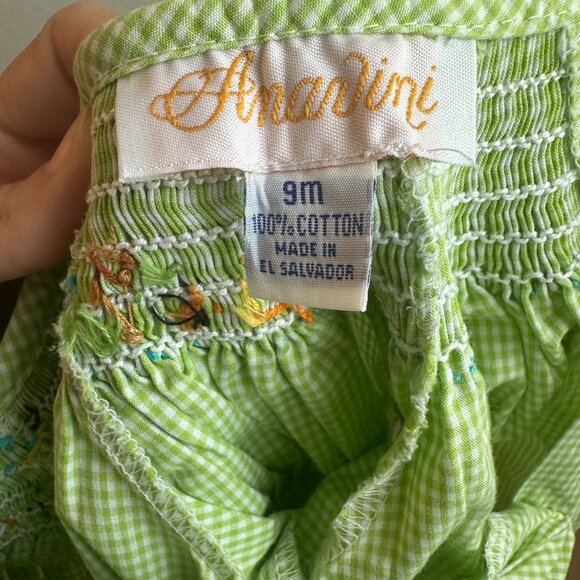 Anavini
9m
100% COTTON
MADE IN
EL SALVADOR